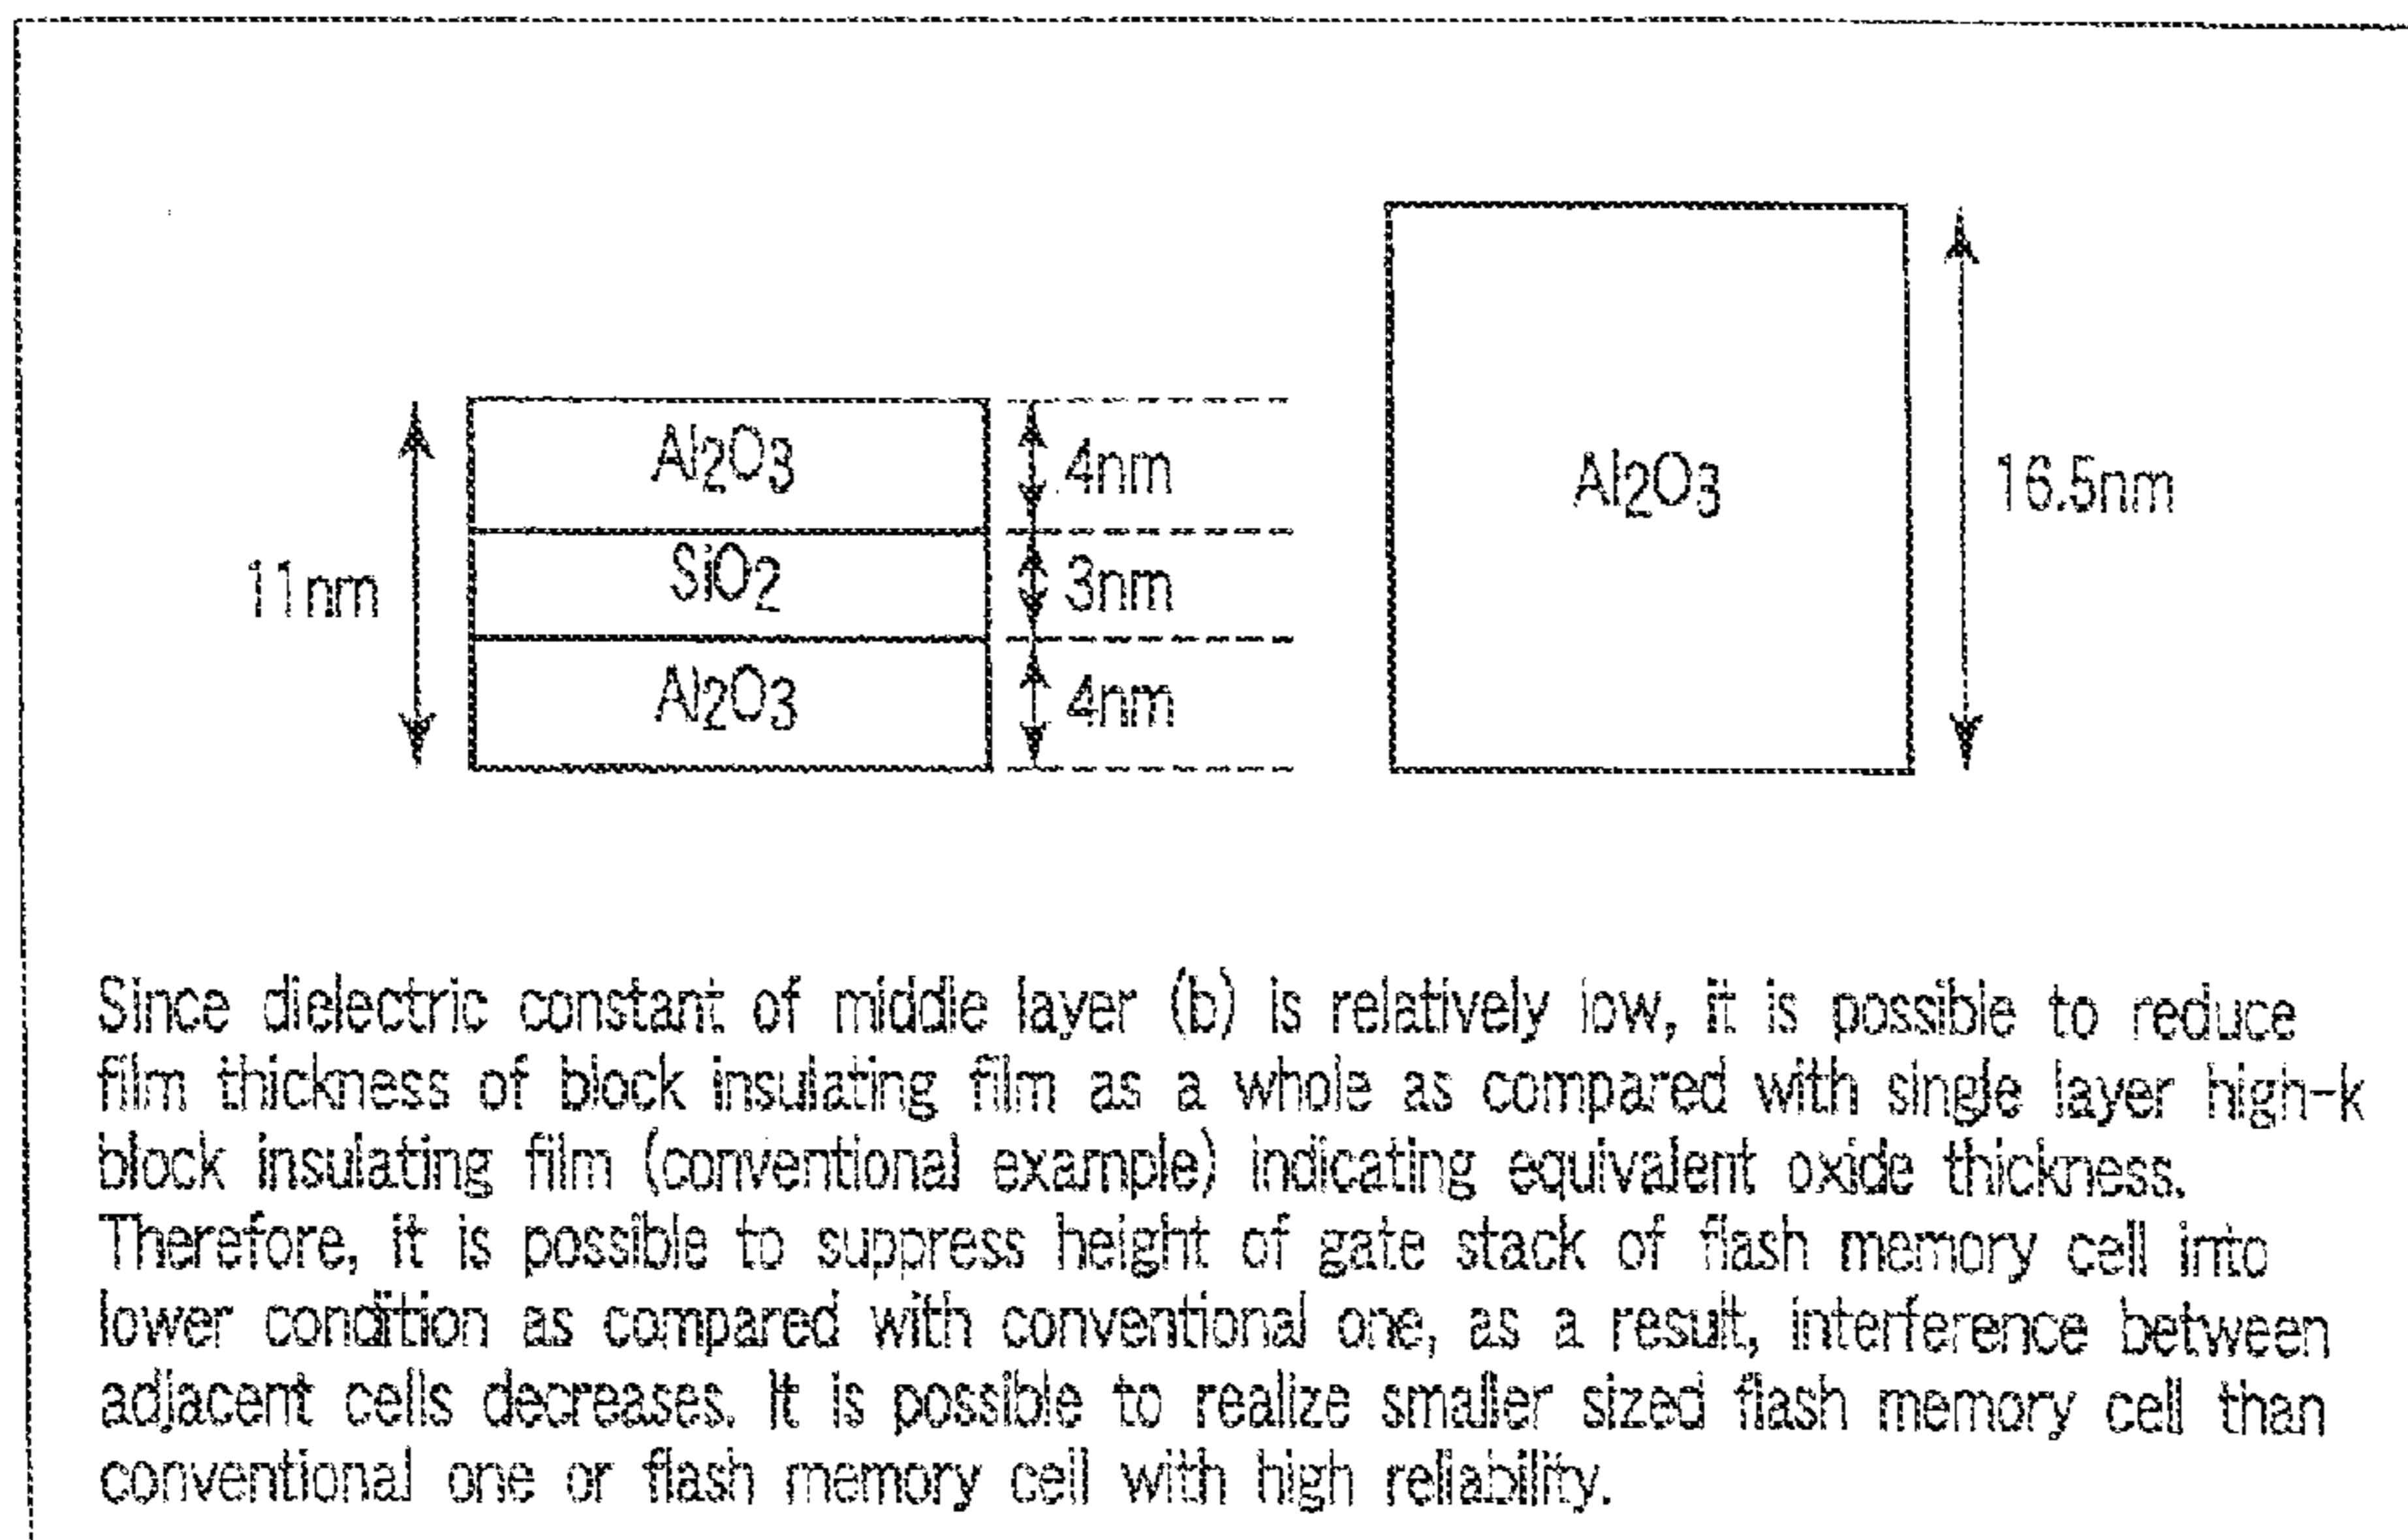 Al2O3
4nm
11nm
SiO2
3nm
Al2O3
4nm
Al2O3
16.5nm
Since dielectric constant of middle layer (b) is relatively low, it is possible to reduce
film thickness of block insulating film as a whole as compared with single layer high-k
block insulating film (conventional example) indicating equivalent oxide thickness.
Therefore, it is possible to suppress height of gate stack of flash memory cell into
lower condition as compared with conventional one, as a result, interference between
adjacent cells decreases. It is possible to realize smaller sized flash memory cell than
conventional one or flash memory cell with high reliability.